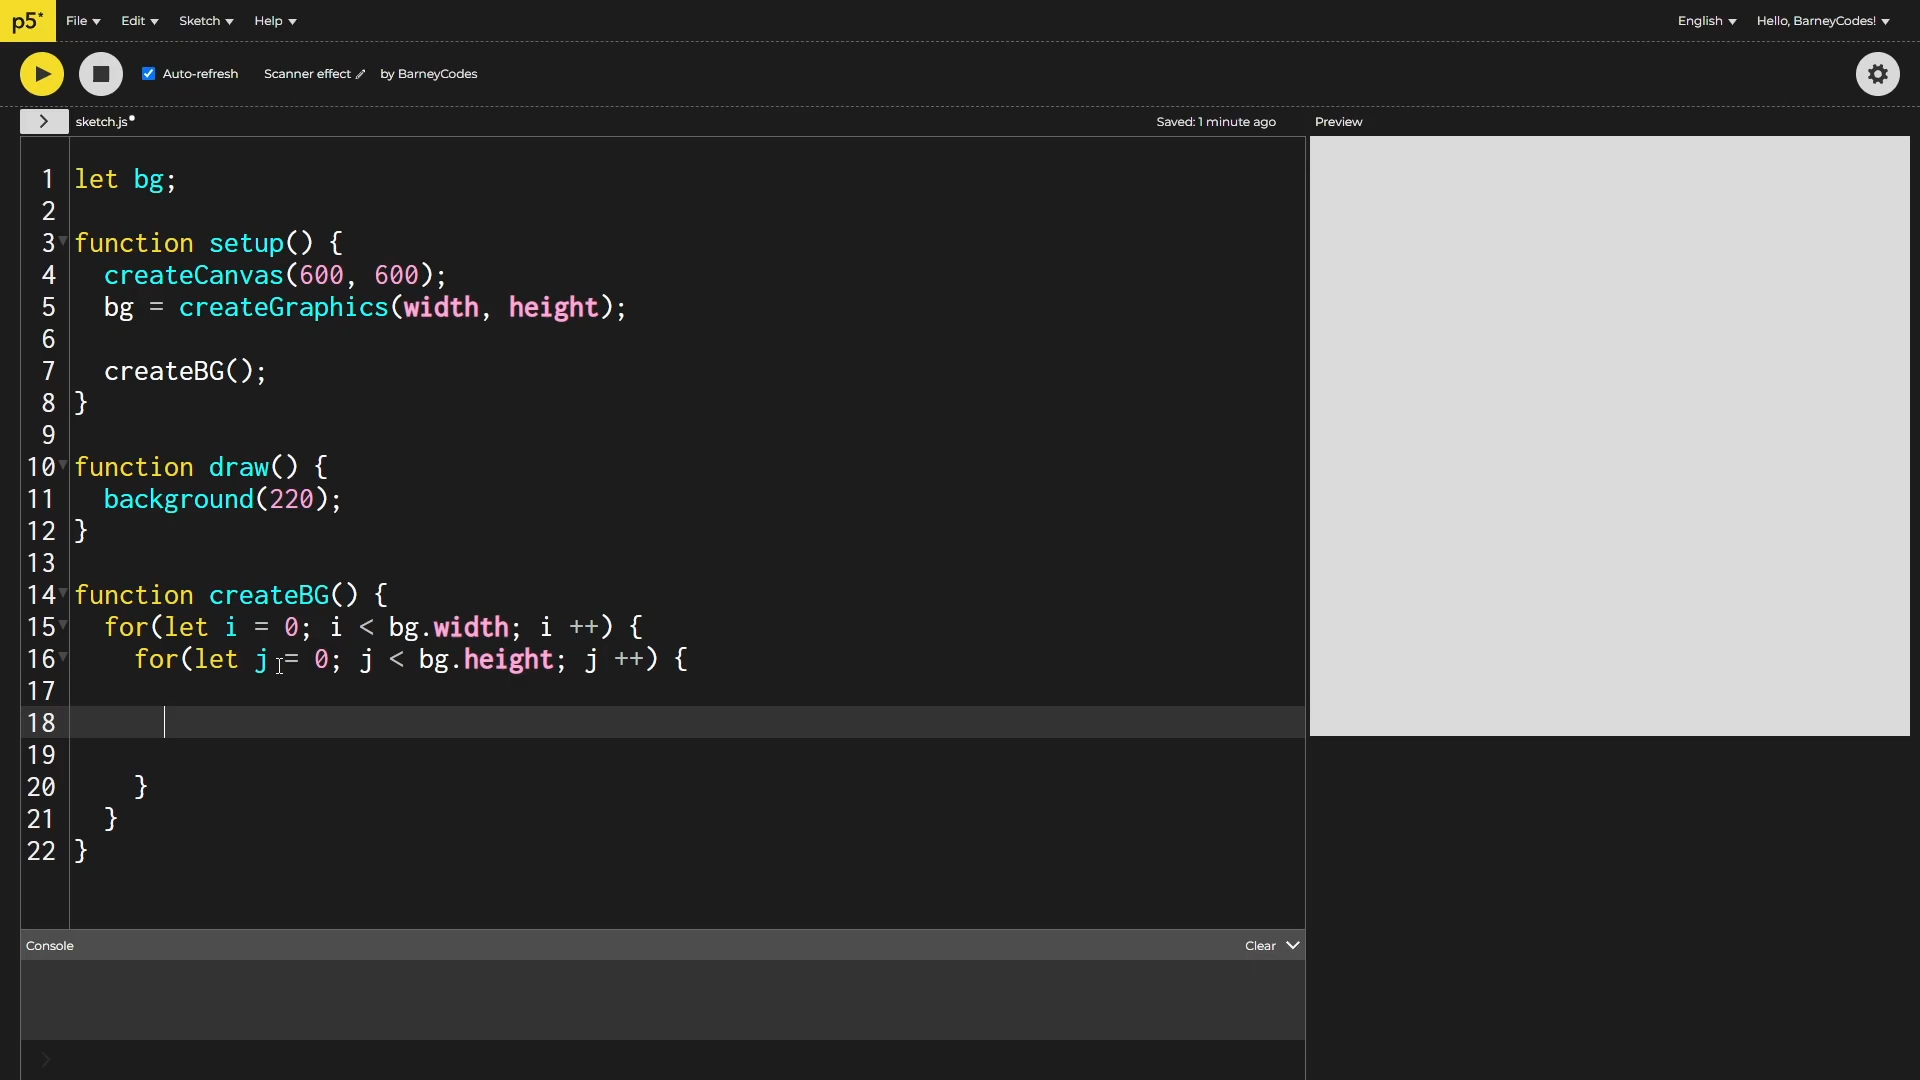 p5* File Edit Sketch Help English Hello, BarneyCodes!
Auto-refresh Scanner effect by BarneyCodes
> sketch.js Saved: 1 minute ago Preview
1 let bg;
2
3 function setup() {
4   createCanvas(600, 600);
5   bg = createGraphics(width, height);
6
7   createBG();
8 }
9
10 function draw() {
11   background(220);
12 }
13
14 function createBG() {
15   for(let i = 0; i < bg.width; i ++) {
16     for(let j = 0; j < bg.height; j ++) {
17
18
19
20     }
21   }
22 }
Console Clear
>